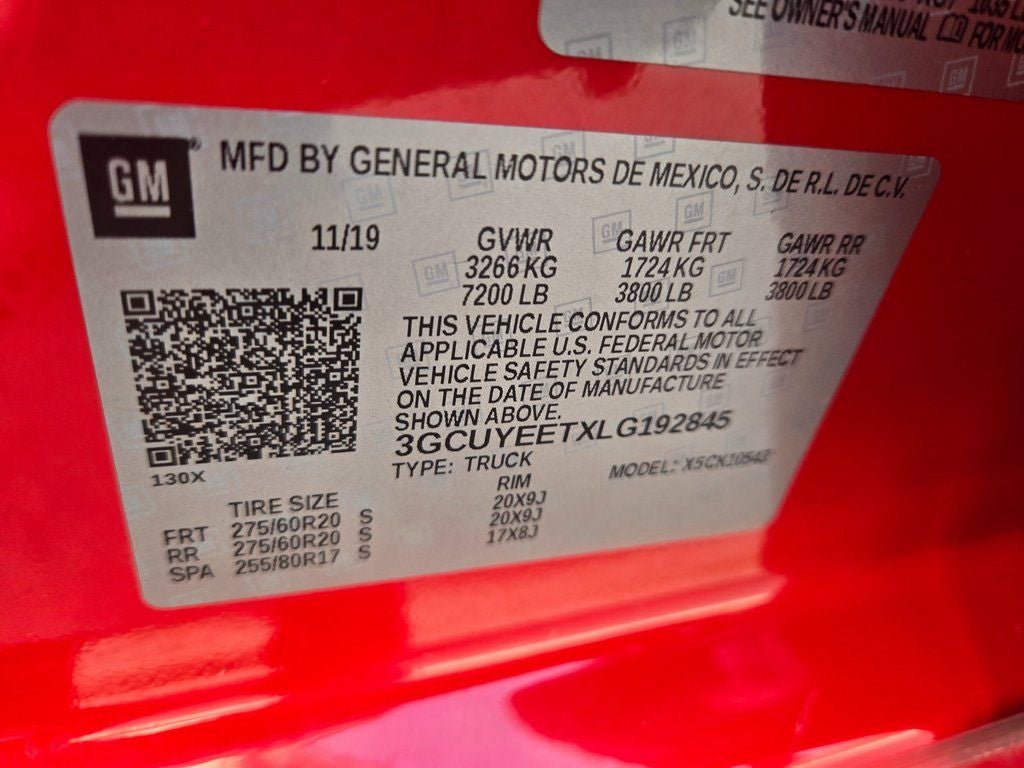 1035 L
SEE OWNER'S MANUAL FOR MO
GM
MFD BY GENERAL MOTORS DE MEXICO, S. DE R.L. DE C.V.
11/19 GVWR GAWR FRT GAWR RR
3266 KG 1724 KG 1724 KG
7200 LB 3800 LB 3800 LB
THIS VEHICLE CONFORMS TO ALL
APPLICABLE U.S. FEDERAL MOTOR
VEHICLE SAFETY STANDARDS IN EFFECT
ON THE DATE OF MANUFACTURE
SHOWN ABOVE.
3GCUYEETXLG192845
130X
TYPE: TRUCK MODEL: X5CK10543
TIRE SIZE RIM
FRT 275/60R20 S 20X9J
RR 275/60R20 S 20X9J
SPA 255/80R17 S 17X8J